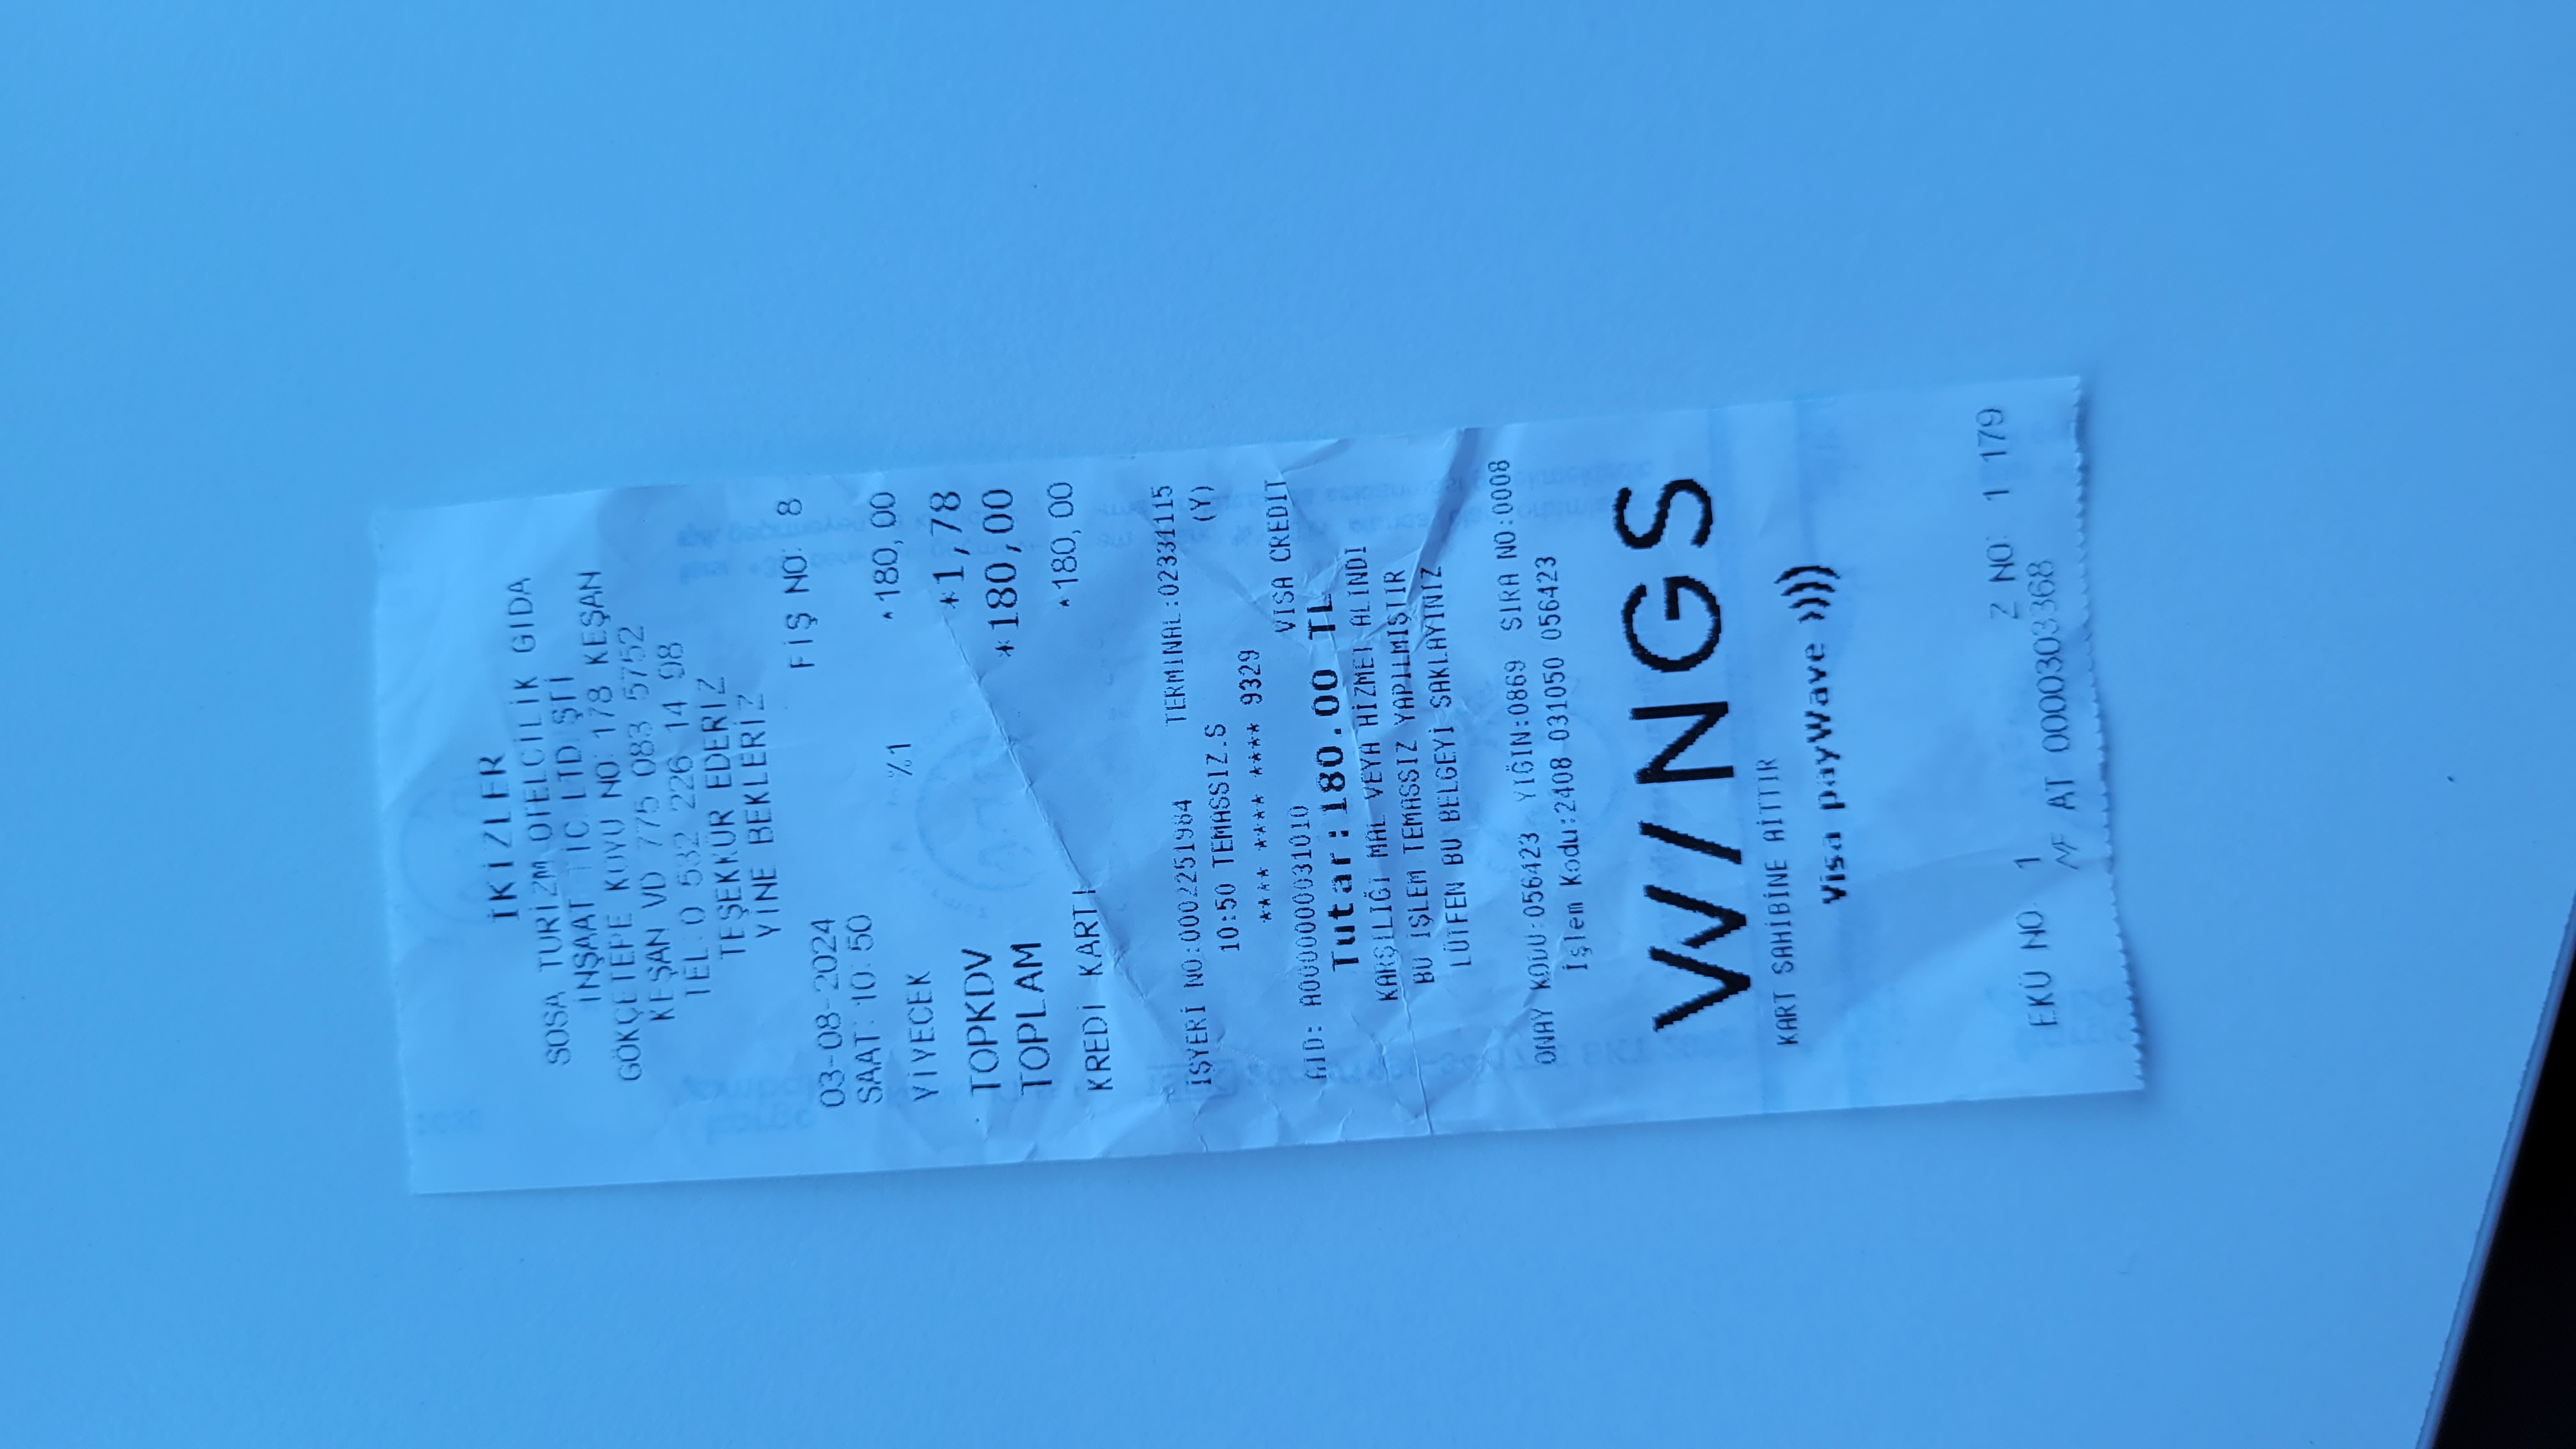 İKİZLER
SOSA TURİZM OTELCİLİK GIDA
İNŞAAT TİC LTD ŞTİ
GÖKÇETEPE KÖYÜ NO: 178 KEŞAN
KEŞAN VD 775 083 5752
TEL:0 532 226 14 98
TEŞEKKÜR EDERİZ
YİNE BEKLERİZ
FİŞ NO: 8
03-08-2024
SAAT: 10:50
YİYECEK %1 *180,00
TOPKDV *1,78
TOPLAM *180,00
KREDİ KARTI *180,00
İŞYERİ NO:0002251984 TERMINAL:02331115
10:50 TEMASSIZ.S (Y)
**** **** **** 9329
AID: A0000000031010 VISA CREDIT
Tutar:180.00 TL
KARŞILIĞI MAL VEYA HİZMET ALINDI
BU İŞLEM TEMASSIZ YAPILMIŞTIR
LÜTFEN BU BELGEYİ SAKLAYINIZ
ONAY KODU:056423 YIĞIN:0869 SIRA NO:0008
İşlem Kodu:2408 031050 056423
WINGS
KART SAHİBİNE AİTTİR
Visa payWave
Z NO: 1 179
EKÜ NO: 1
MF AT 0000303368